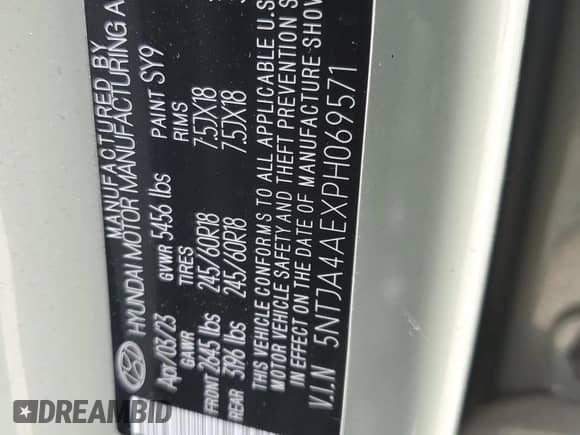 MANUFACTURED BY
HYUNDAI MOTOR MANUFACTURING A
Apr/03/23 GVWR 5456 lbs PAINT SY9
GAWR TIRES RIMS
FRONT 2645 lbs 245/60R18 7.5JX18
REAR 3196 lbs 245/60R18 7.5JX18
THIS VEHICLE CONFORMS TO ALL APPLICABLE U.S
MOTOR VEHICLE SAFETY AND THEFT PREVENTION S
IN EFFECT ON THE DATE OF MANUFACTURE SHOW
V.I.N 5NTJA4AEXPH069571
DREAMBID